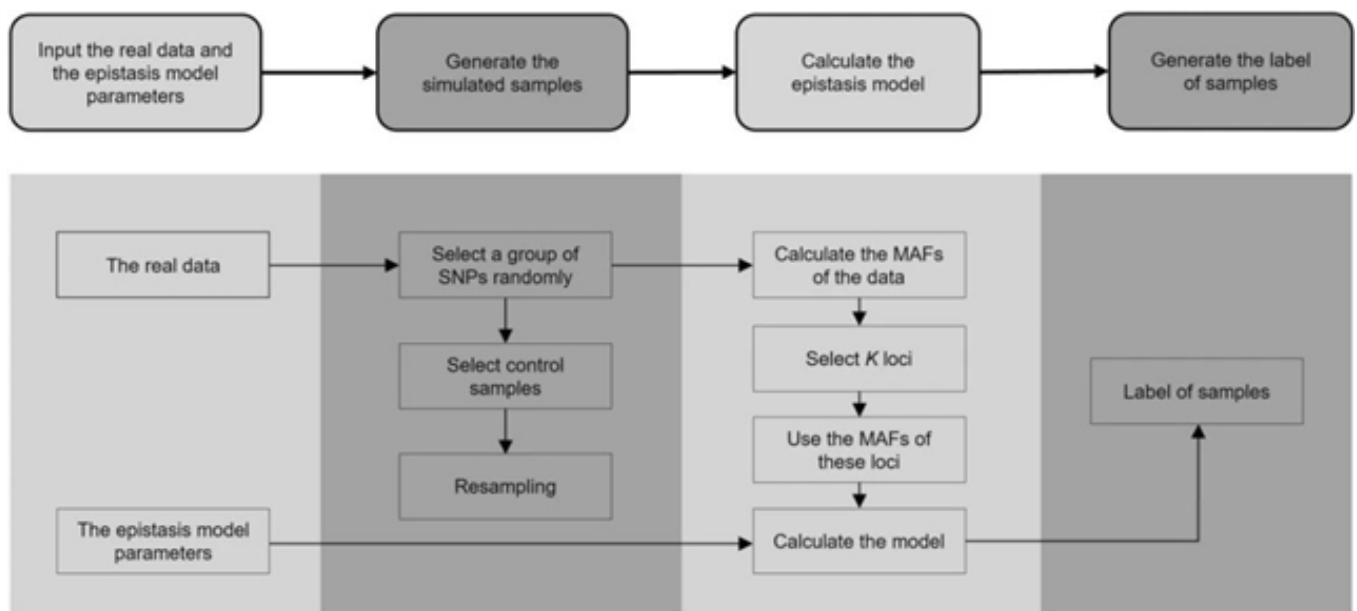 Input the real data and
the epistasis model
parameters
Generate the
simulated samples
Calculate the
epistasis model
Generate the label
of samples
The real data
Select a group of
SNPs randomly
Calculate the MAFs
of the data
Select control
samples
Select K loci
Label of samples
Resampling
Use the MAFs of
these loci
The epistasis model
parameters
Calculate the model